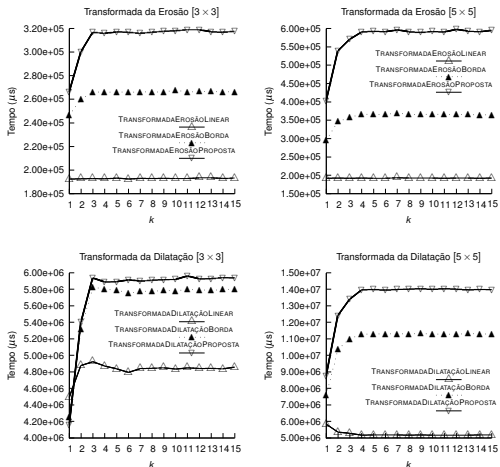 Transformada da Erosão [3 × 3]
3.20e+05
3.00e+05
2.80e+05
2.60e+05
2.40e+05
2.20e+05
2.00e+05
1.80e+05
Tempo (μs)
TRANSFORMADAEROSÃOLINEAR
TRANSFORMADAEROSÃOBORDA
TRANSFORMADAEROSÃOPROPOSTA
1 2 3 4 5 6 7 8 9 10 11 12 13 14 15
k
Transformada da Erosão [5 × 5]
6.00e+05
5.50e+05
5.00e+05
4.50e+05
4.00e+05
3.50e+05
3.00e+05
2.50e+05
2.00e+05
1.50e+05
Tempo (μs)
TRANSFORMADAEROSÃOLINEAR
TRANSFORMADAEROSÃOBORDA
TRANSFORMADAEROSÃOPROPOSTA
1 2 3 4 5 6 7 8 9 10 11 12 13 14 15
k
Transformada da Dilatação [3 × 3]
6.00e+06
5.80e+06
5.60e+06
5.40e+06
5.20e+06
5.00e+06
4.80e+06
4.60e+06
4.40e+06
4.20e+06
4.00e+06
Tempo (μs)
TRANSFORMADADILATAÇÃOLINEAR
TRANSFORMADADILATAÇÃOBORDA
TRANSFORMADADILATAÇÃOPROPOSTA
1 2 3 4 5 6 7 8 9 10 11 12 13 14 15
k
Transformada da Dilatação [5 × 5]
1.50e+07
1.40e+07
1.30e+07
1.20e+07
1.10e+07
1.00e+07
9.00e+06
8.00e+06
7.00e+06
6.00e+06
5.00e+06
Tempo (μs)
TRANSFORMADADILATAÇÃOLINEAR
TRANSFORMADADILATAÇÃOBORDA
TRANSFORMADADILATAÇÃOPROPOSTA
1 2 3 4 5 6 7 8 9 10 11 12 13 14 15
k